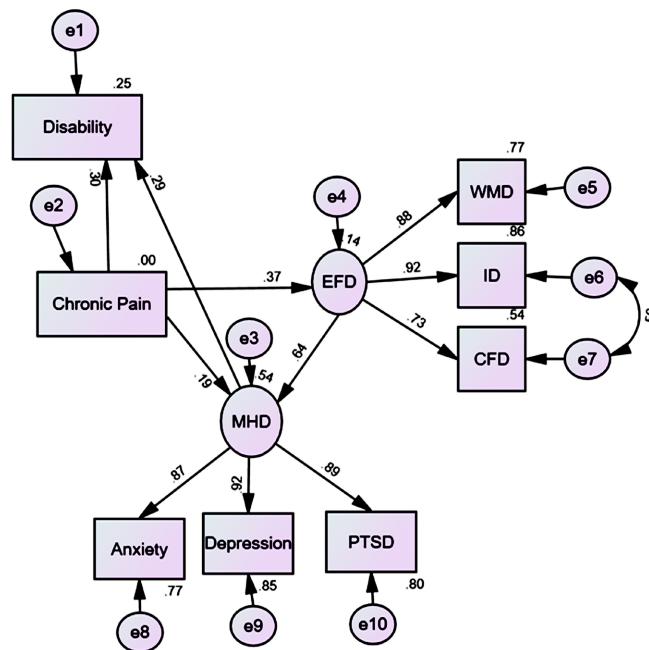 e1
.25
Disability
.77
.30
.29
e2
e4
WMD
e5
.88
.14
.86
.00
.37
EFD
.92
ID
e6
Chronic Pain
.73
.54
e3
.64
CFD
e7
.19
.54
MHD
.87
.92
.89
Anxiety
Depression
PTSD
.77
.85
.80
e8
e9
e10